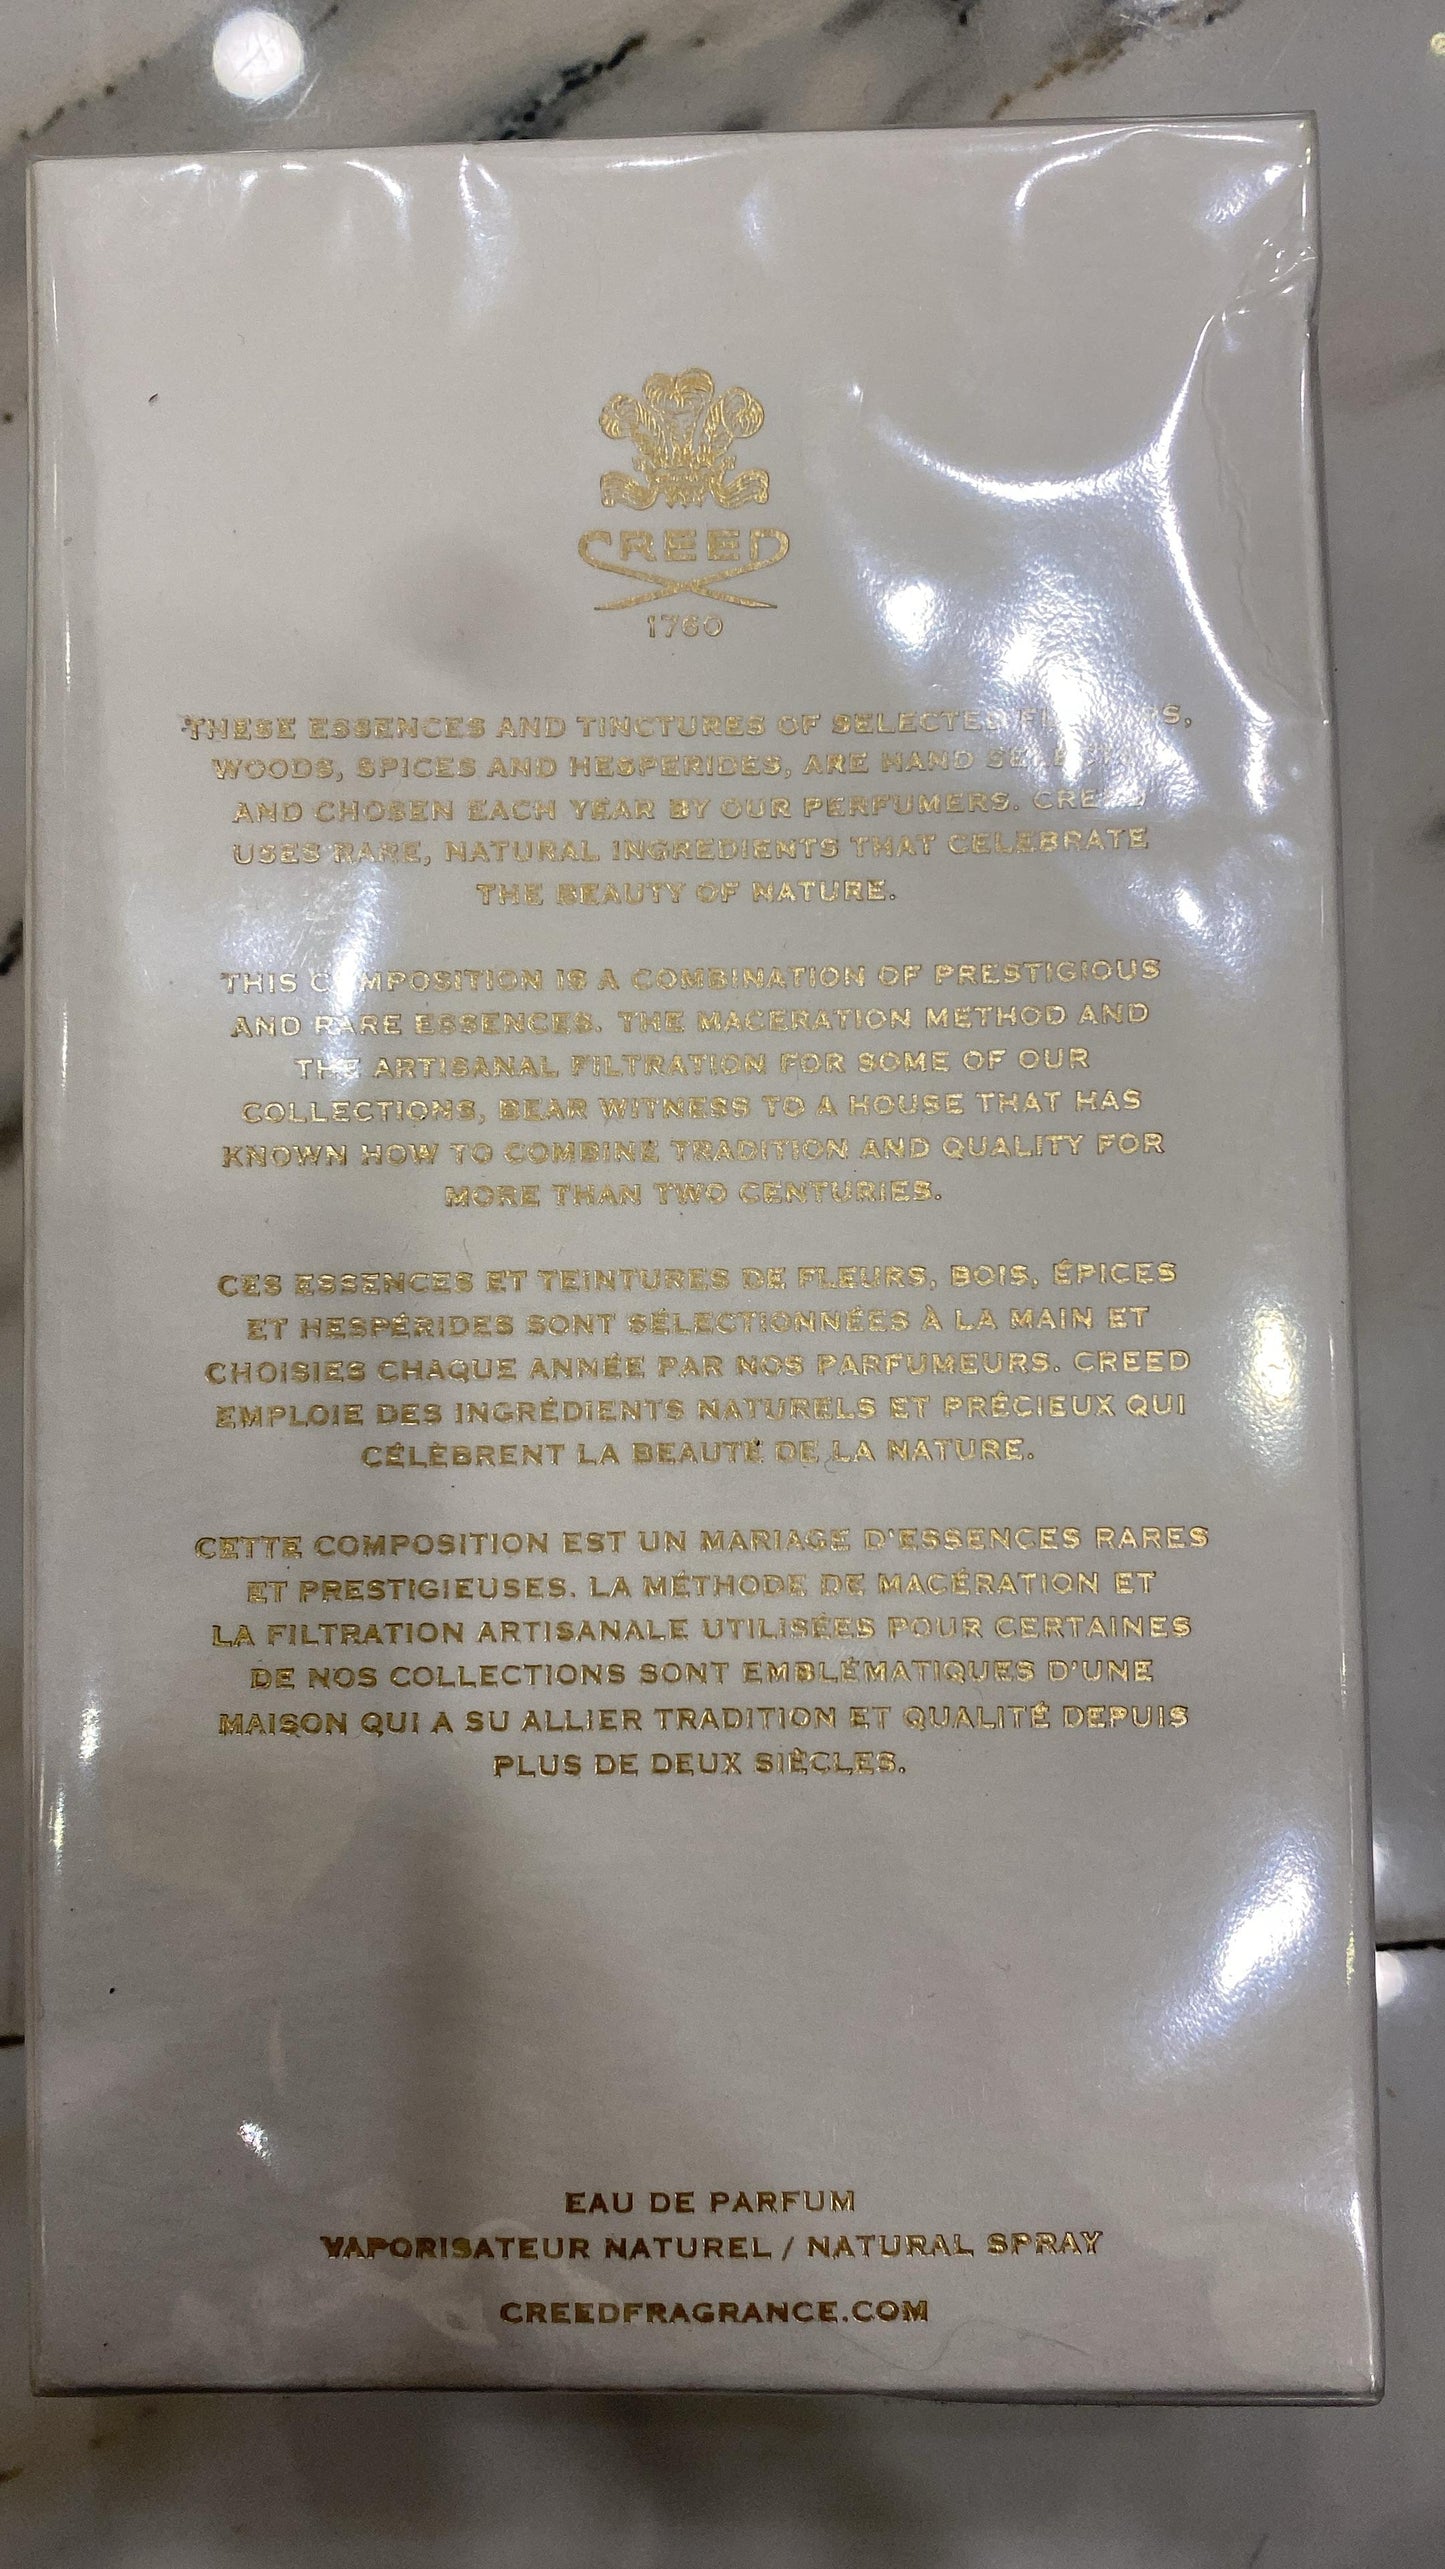 CREED
1760
THESE ESSENCES AND TINCTURES OF SELECTED
WOODS, SPICES AND HESPERIDES, ARE HAND
AND CHOSEN EACH YEAR BY OUR PERFUMERS. CREED
USES RARE, NATURAL INGREDIENTS THAT CELEBRATE
THE BEAUTY OF NATURE.
THIS COMPOSITION IS A COMBINATION OF PRESTIGIOUS
AND RARE ESSENCES. THE MACERATION METHOD AND
THE ARTISANAL FILTRATION FOR SOME OF OUR
COLLECTIONS, BEAR WITNESS TO A HOUSE THAT HAS
KNOWN HOW TO COMBINE TRADITION AND QUALITY FOR
MORE THAN TWO CENTURIES.
CES ESSENCES ET TEINTURES DE FLEURS, BOIS, ÉPICES
ET HESPÉRIDES SONT SÉLECTIONNÉES À LA MAIN ET
CHOISIES CHAQUE ANNÉE PAR NOS PARFUMEURS. CREED
EMPLOIE DES INGRÉDIENTS NATURELS ET PRÉCIEUX QUI
CÉLÈBRENT LA BEAUTÉ DE LA NATURE.
CETTE COMPOSITION EST UN MARIAGE D'ESSENCES RARES
ET PRESTIGIEUSES. LA MÉTHODE DE MACÉRATION ET
LA FILTRATION ARTISANALE UTILISÉES POUR CERTAINES
DE NOS COLLECTIONS SONT EMBLÉMATIQUES D'UNE
MAISON QUI A SU ALLIER TRADITION ET QUALITÉ DEPUIS
PLUS DE DEUX SIÈCLES.
EAU DE PARFUM
VAPORISATEUR NATUREL / NATURAL SPRAY
CREEDFRAGRANCE.COM